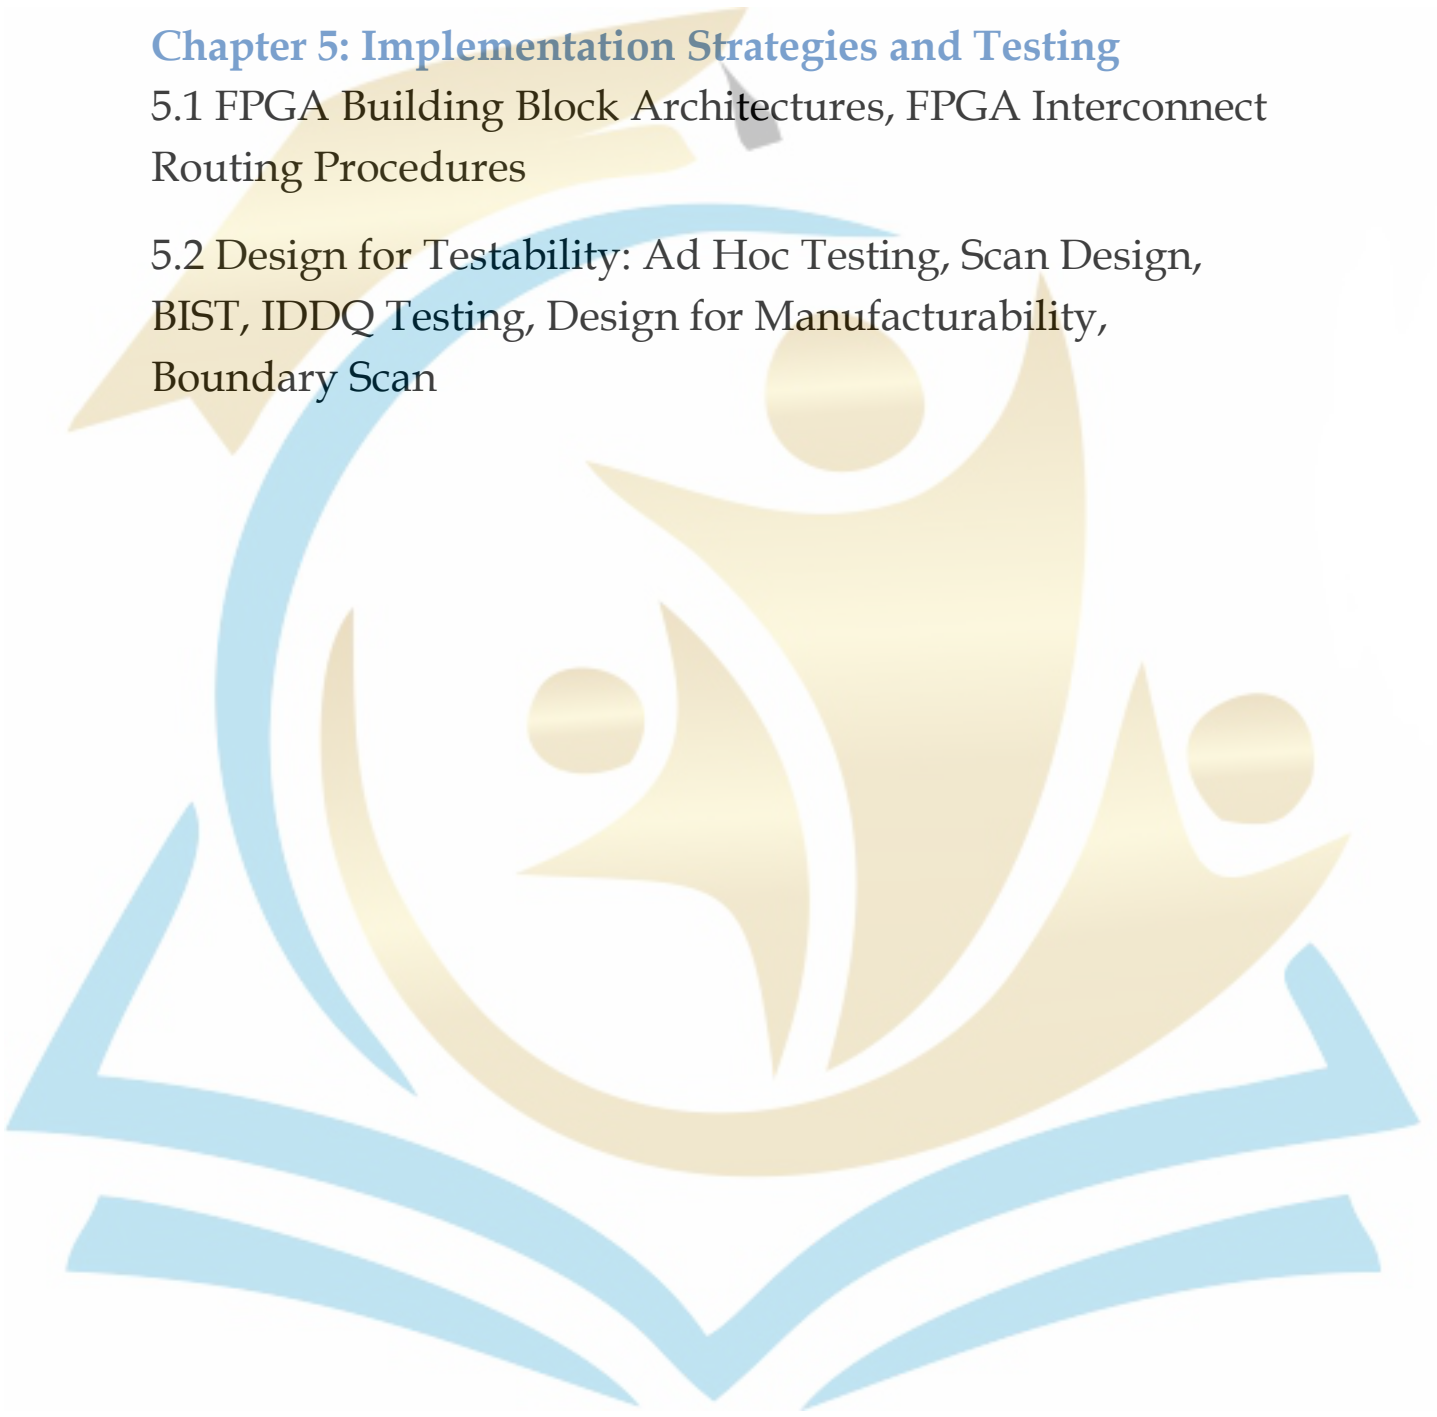 Chapter 5: Implementation Strategies and Testing
5.1 FPGA Building Block Architectures, FPGA Interconnect
Routing Procedures
5.2 Design for Testability: Ad Hoc Testing, Scan Design,
BIST, IDDQ Testing, Design for Manufacturability,
Boundary Scan